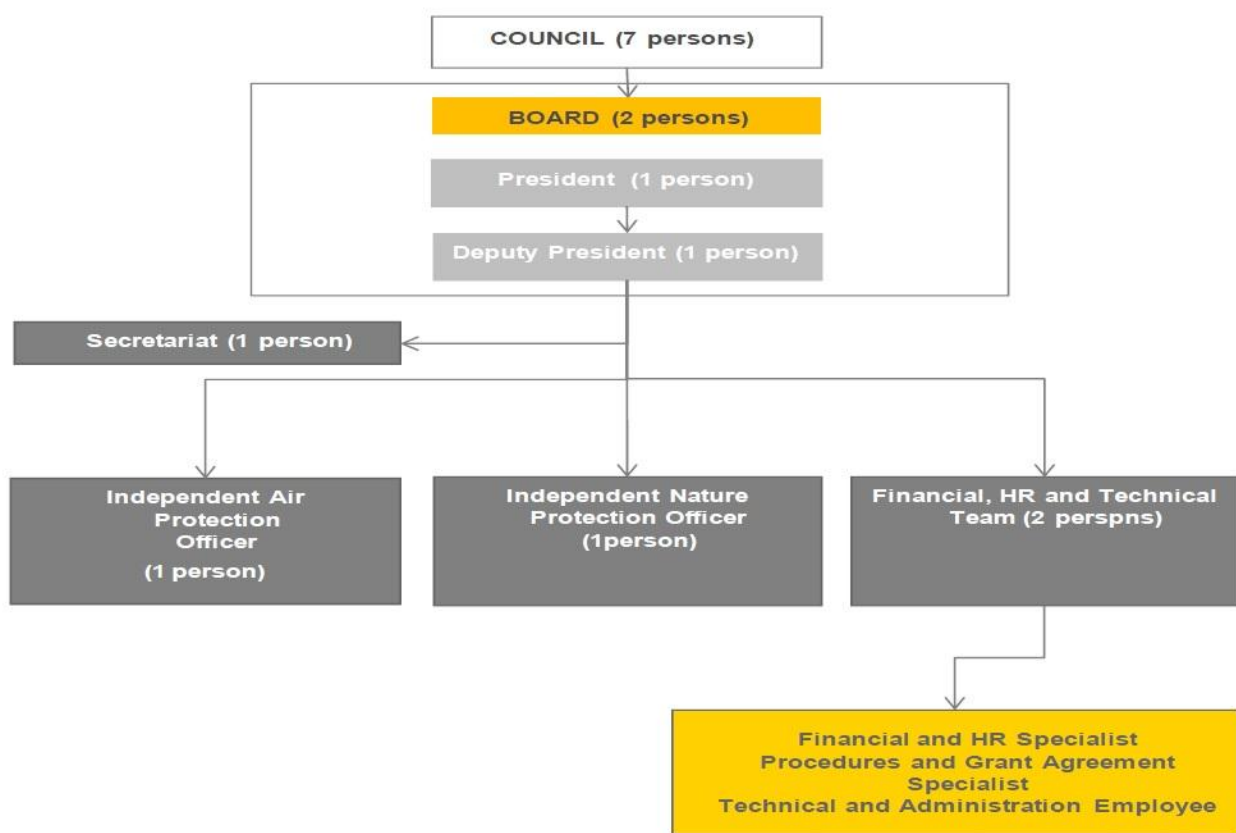 COUNCIL (7 persons)
BOARD (2 persons)
President (1 person)
Deputy President (1 person)
Secretariat (1 person)
Independent Air
Protection
Officer
(1 person)
Independent Nature
Protection Officer
(1person)
Financial, HR and Technical
Team (2 perspns)
Financial and HR Specialist
Procedures and Grant Agreement
Specialist
Technical and Administration Employee